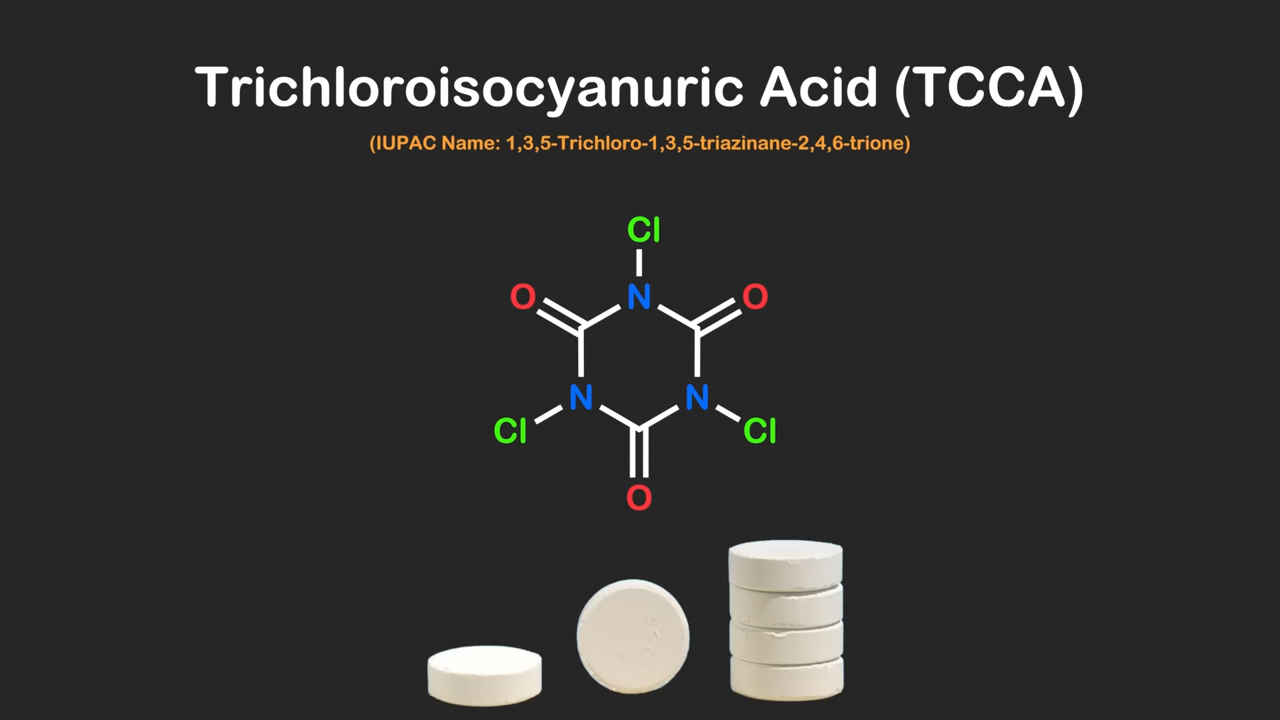 Trichloroisocyanuric Acid (TCCA)
(IUPAC Name: 1,3,5-Trichloro-1,3,5-triazinane-2,4,6-trione)
Cl
O N O
N N
Cl Cl
O